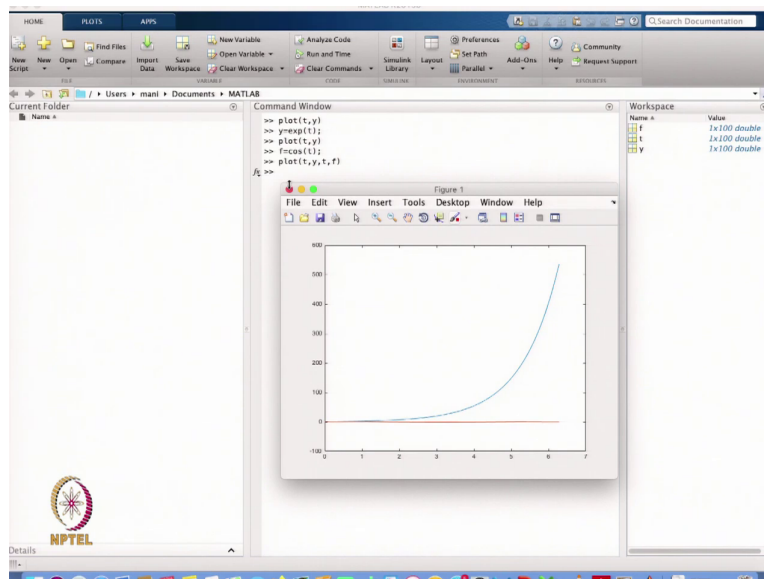 HOME PLOTS APPS
Search Documentation
New Script
New
Open
Find Files
Compare
Import Data
Save Workspace
New Variable
Open Variable
Clear Workspace
Analyze Code
Run and Time
Clear Commands
Simulink Library
Layout
Preferences
Set Path
Parallel
Add-Ons
Help
Community
Request Support
FILE VARIABLE CODE SIMULINK ENVIRONMENT RESOURCES
/ Users mani Documents MATLAB
Current Folder
Name
Command Window
>> plot(t,y)
>> y=exp(t);
>> plot(t,y)
>> f=cos(t);
>> plot(t,y,t,f)
fx >>
Workspace
Name Value
f 1x100 double
t 1x100 double
y 1x100 double
Figure 1
File Edit View Insert Tools Desktop Window Help
600
500
400
300
200
100
0
-100
0 1 2 3 4 5 6 7
NPTEL
Details